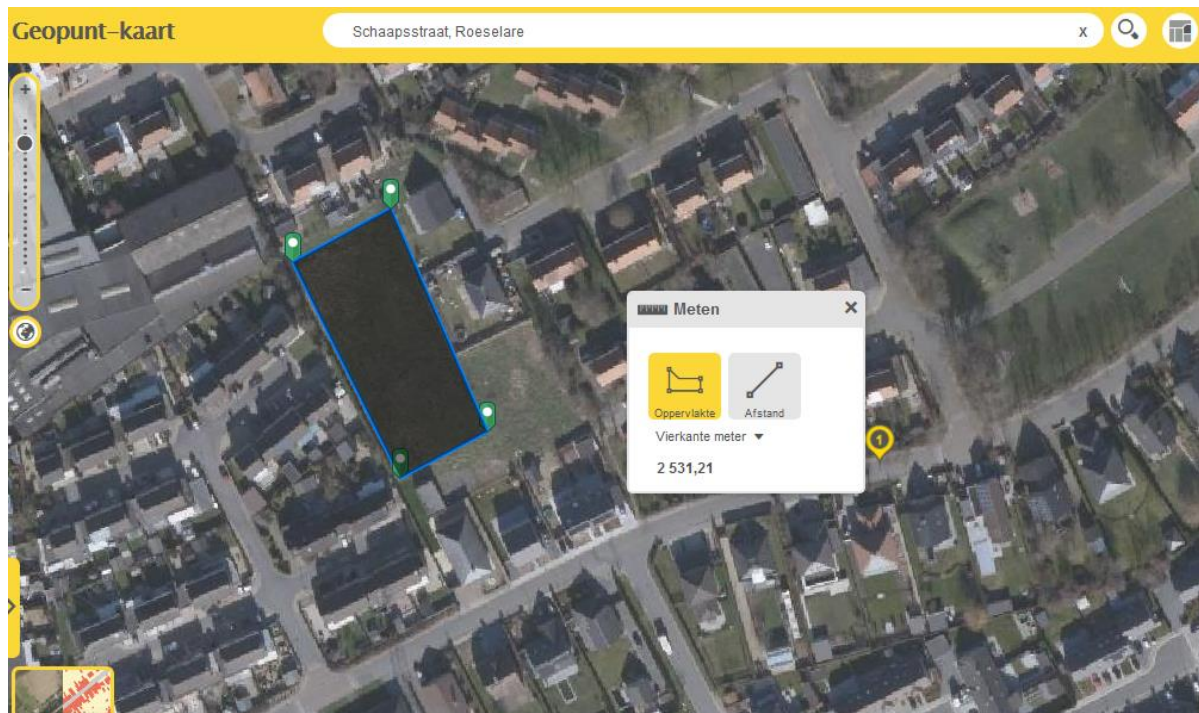 Geopunt-kaart
Schaapsstraat, Roeselare
x
Meten
Oppervlakte
Afstand
Vierkante meter
2 531,21
1